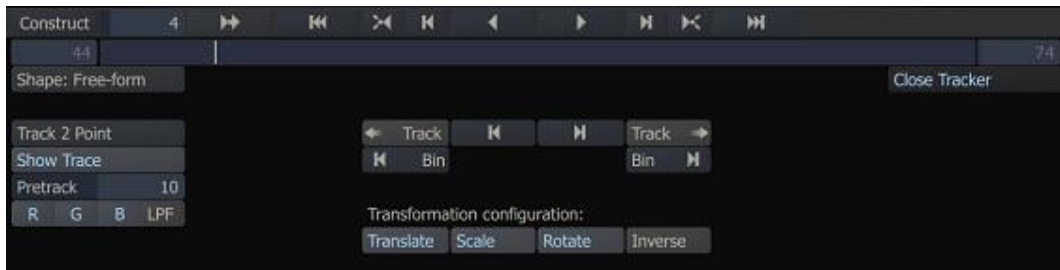 Construct 4
44 74
Shape: Free-form Close Tracker
Track 2 Point Track Track
Show Trace Bin Bin
Pretrack 10
R G B LPF
Transformation configuration:
Translate Scale Rotate Inverse